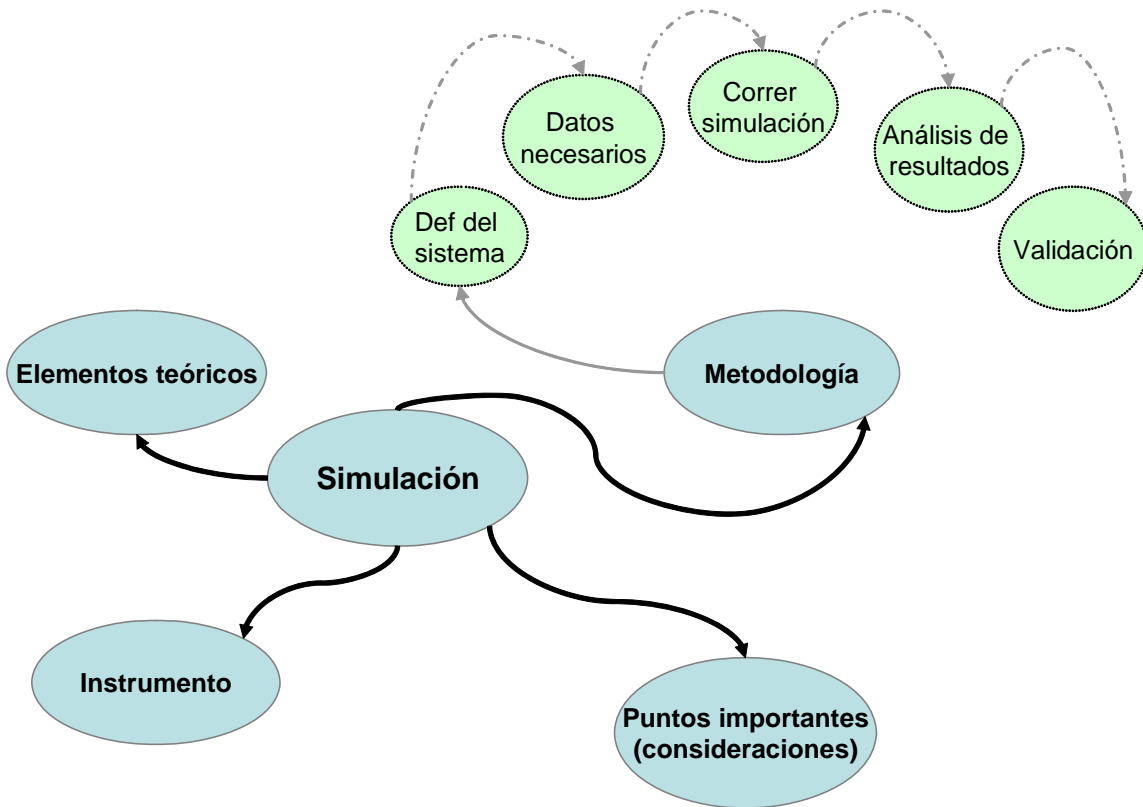 Correr
simulación
Datos
necesarios
Análisis de
resultados
Def del
sistema
Validación
Elementos teóricos
Metodología
Simulación
Instrumento
Puntos importantes
(consideraciones)